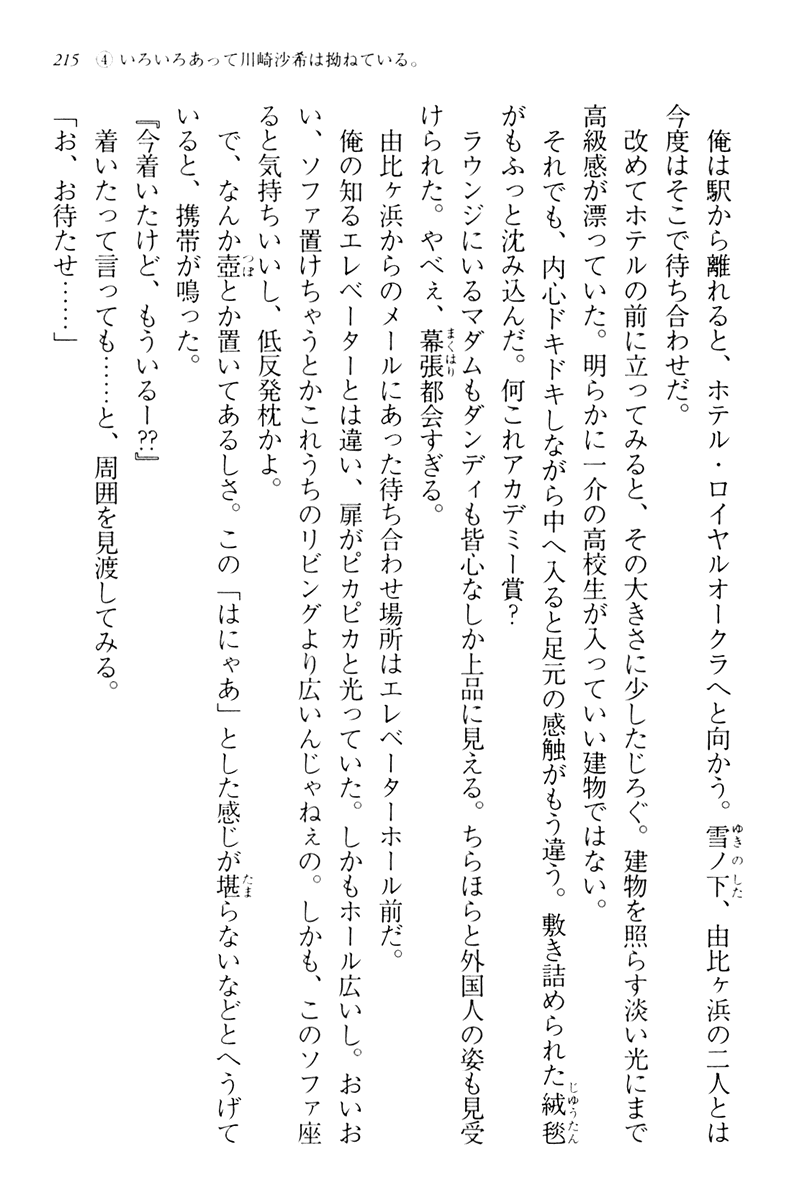 215 ④いろいろあって川崎沙希は拗ねている。
俺は駅から離れると、ホテル・ロイヤルオークラへと向かう。雪ノ下、由比ヶ浜の二人とは
今度はそこで待ち合わせだ。
改めてホテルの前に立ってみると、その大きさに少したじろぐ。建物を照らす淡い光にまで
高級感が漂っていた。明らかに一介の高校生が入っていい建物ではない。
それでも、内心ドキドキしながら中へ入ると足元の感触がもう違う。敷き詰められた絨毯
がもふっと沈み込んだ。何これアカデミー賞？
ラウンジにいるマダムもダンディも皆心なしか上品に見える。ちらほらと外国人の姿も見受
けられた。やべぇ、幕張都会すぎる。
由比ヶ浜からのメールにあった待ち合わせ場所はエレベーターホール前だ。
俺の知るエレベーターとは違い、扉がピカピカと光っていた。しかもホール広いし。おいお
い、ソファ置けちゃうとかこれうちのリビングより広いんじゃねぇの。しかも、このソファ座
ると気持ちいいし、低反発枕かよ。
で、なんか壺とか置いてあるしさ。この「はにゃあ」とした感じが堪らないなどとへうげて
いると、携帯が鳴った。
『今着いたけど、もういるー??』
着いたって言っても……と、周囲を見渡してみる。
「お、お待たせ……」